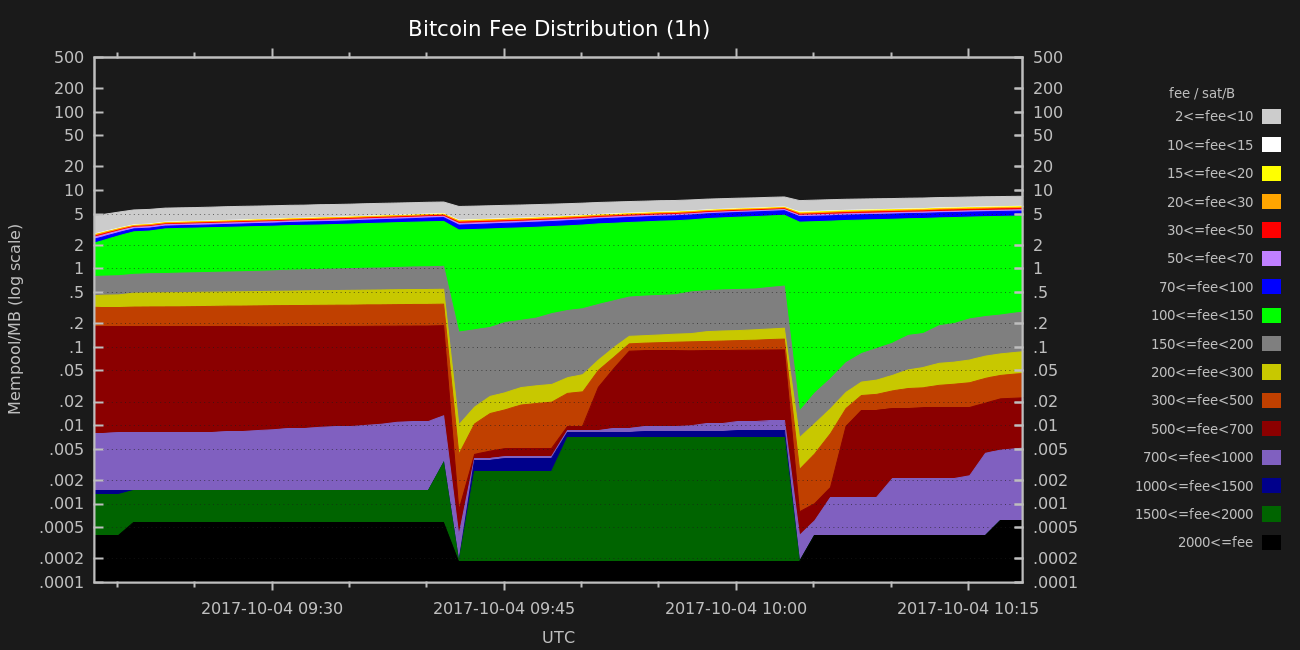 Bitcoin Fee Distribution (1h)
500
200
100
50
20
10
5
2
1
.5
.2
.1
.05
.02
.01
.005
.002
.001
.0005
.0002
.0001
Mempool/MB (log scale)
500
200
100
50
20
10
5
2
1
.5
.2
.1
.05
.02
.01
.005
.002
.001
.0005
.0002
.0001
2017-10-04 09:30
2017-10-04 09:45
2017-10-04 10:00
2017-10-04 10:15
UTC
fee / sat/B
2<=fee<10
10<=fee<15
15<=fee<20
20<=fee<30
30<=fee<50
50<=fee<70
70<=fee<100
100<=fee<150
150<=fee<200
200<=fee<300
300<=fee<500
500<=fee<700
700<=fee<1000
1000<=fee<1500
1500<=fee<2000
2000<=fee